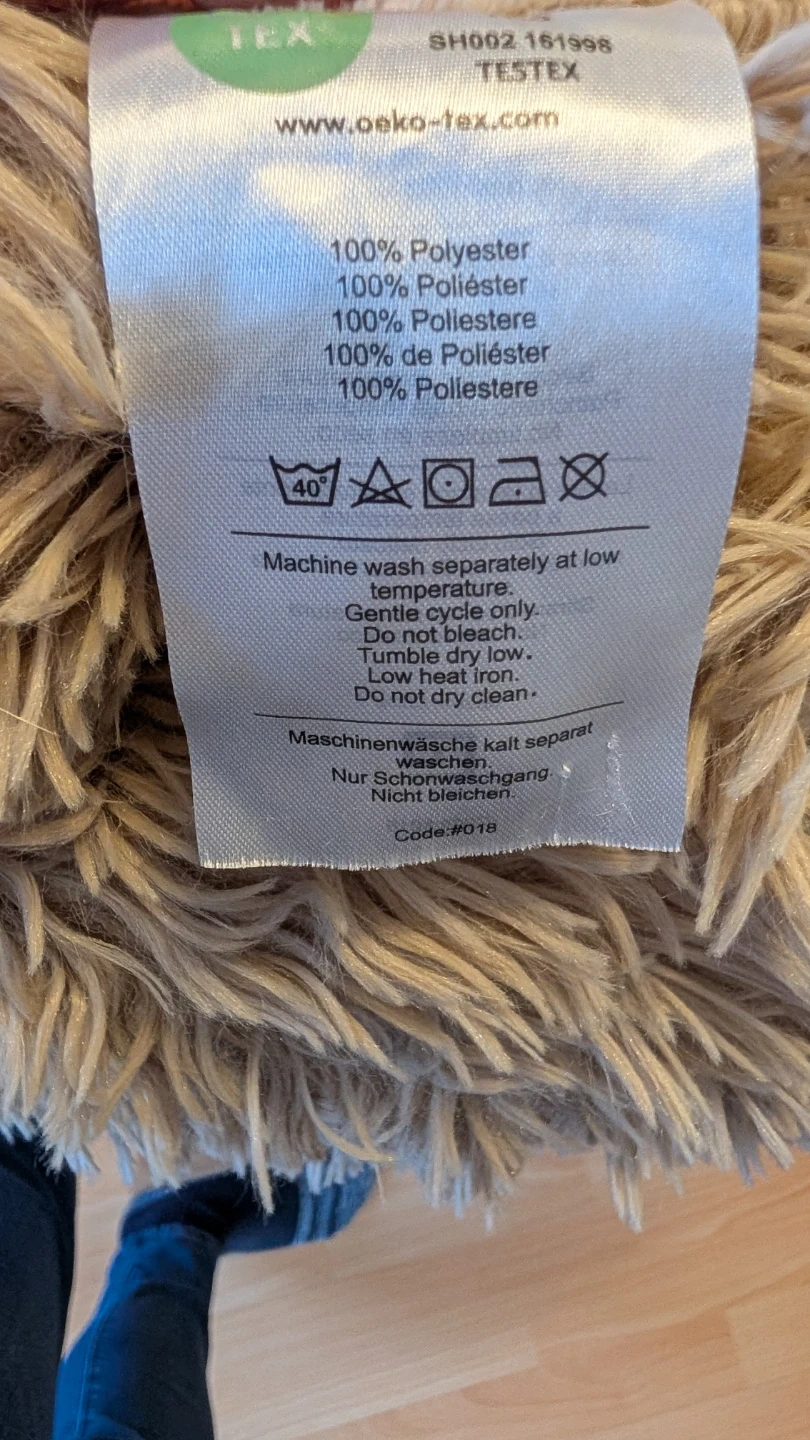 TEX
SH002 161998
TESTEX
www.oeko-tex.com
100% Polyester
100% Poliéster
100% Poliestere
100% de Poliéster
100% Poliestere
40°
Machine wash separately at low
temperature.
Gentle cycle only.
Do not bleach.
Tumble dry low.
Low heat iron.
Do not dry clean.
Maschinenwäsche kalt separat
waschen.
Nur Schonwaschgang.
Nicht bleichen.
Code:#018